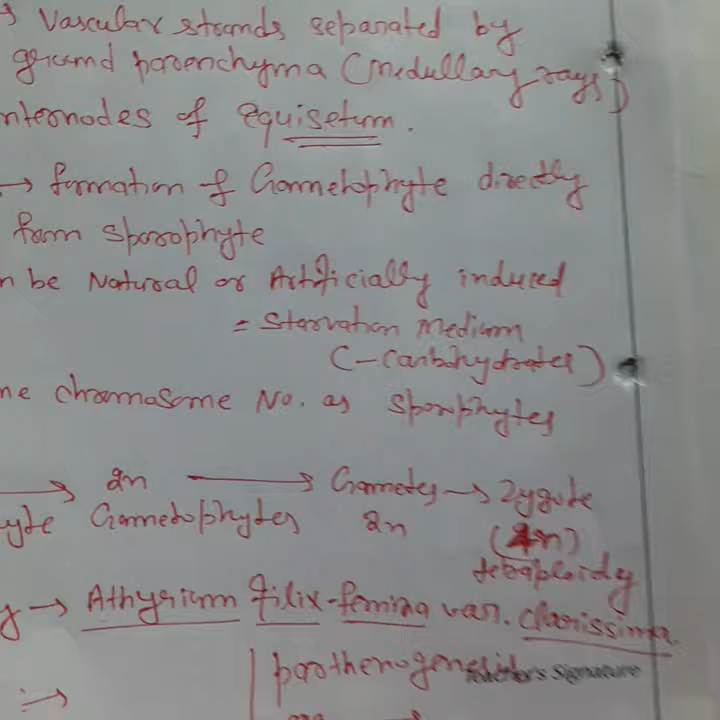 → Vascular strands separated by
ground parenchyma (medullary rays)
nternodes of equisetum.
→ formation of Gametophyte directly
form sporophyte
n be Natural or Artificially induced
= Starvation medium
(-Carbohydrates)
me chromosome No. as sporophytes
→ 2n → Gametes → Zygote
yte Gametophytes 2n (4n)
tetraploidy
y → Athyrium filix-femina var. clarissima.
parthenogenesis
Teacher's Signature
:→